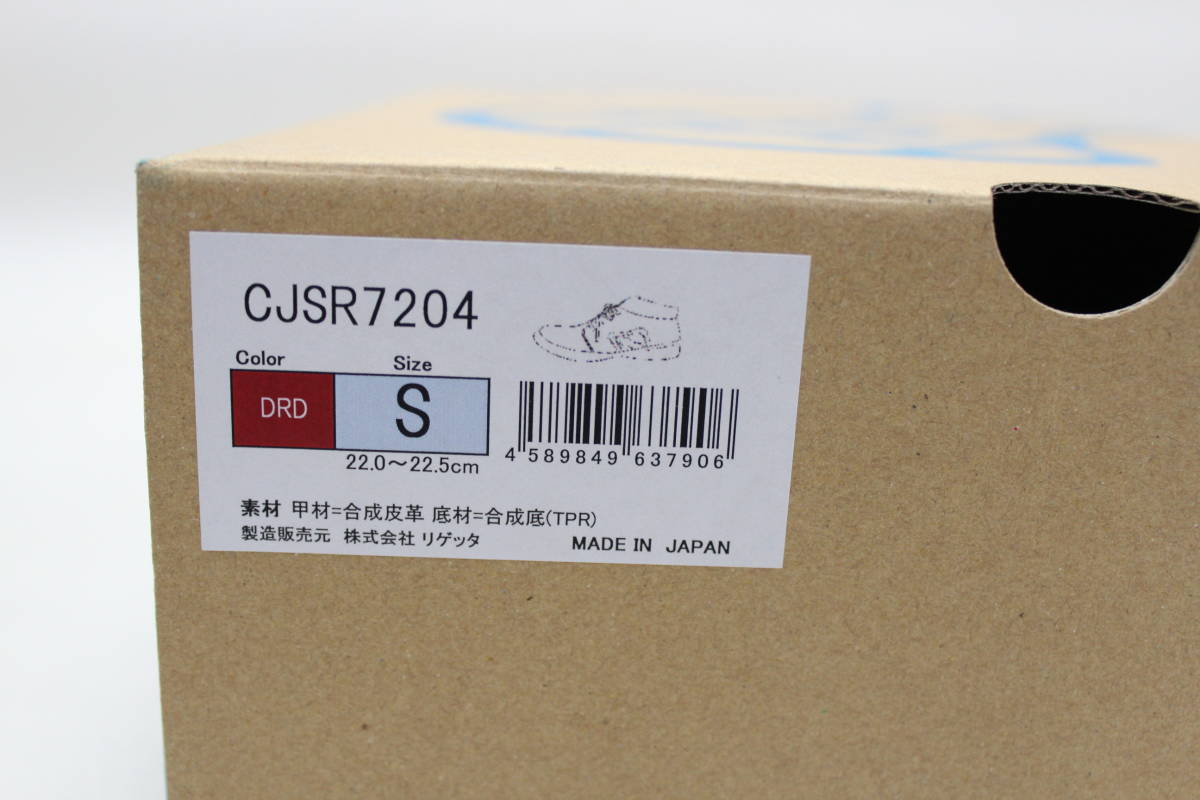 CJSR7204
Color Size
DRD S
22.0～22.5cm
4 589849 637906
素材 甲材=合成皮革 底材=合成底(TPR)
製造販売元 株式会社 リゲッタ
MADE IN JAPAN